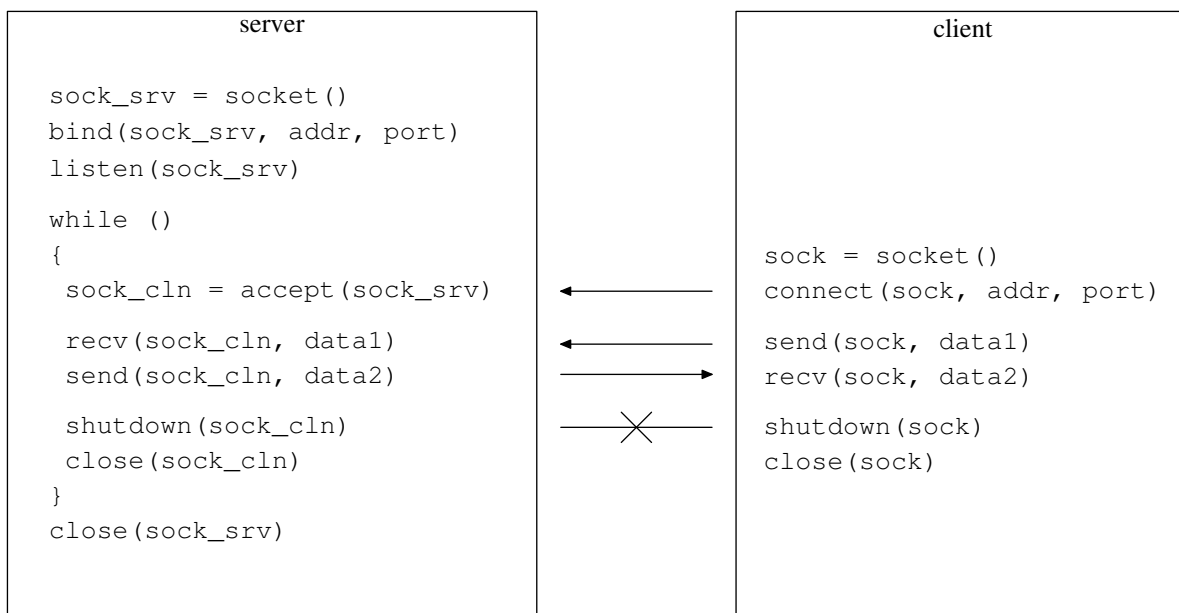 server
sock_srv = socket()
bind(sock_srv, addr, port)
listen(sock_srv)
while ()
{
sock_cln = accept(sock_srv)
recv(sock_cln, data1)
send(sock_cln, data2)
shutdown(sock_cln)
close(sock_cln)
}
close(sock_srv)
client
sock = socket()
connect(sock, addr, port)
send(sock, data1)
recv(sock, data2)
shutdown(sock)
close(sock)